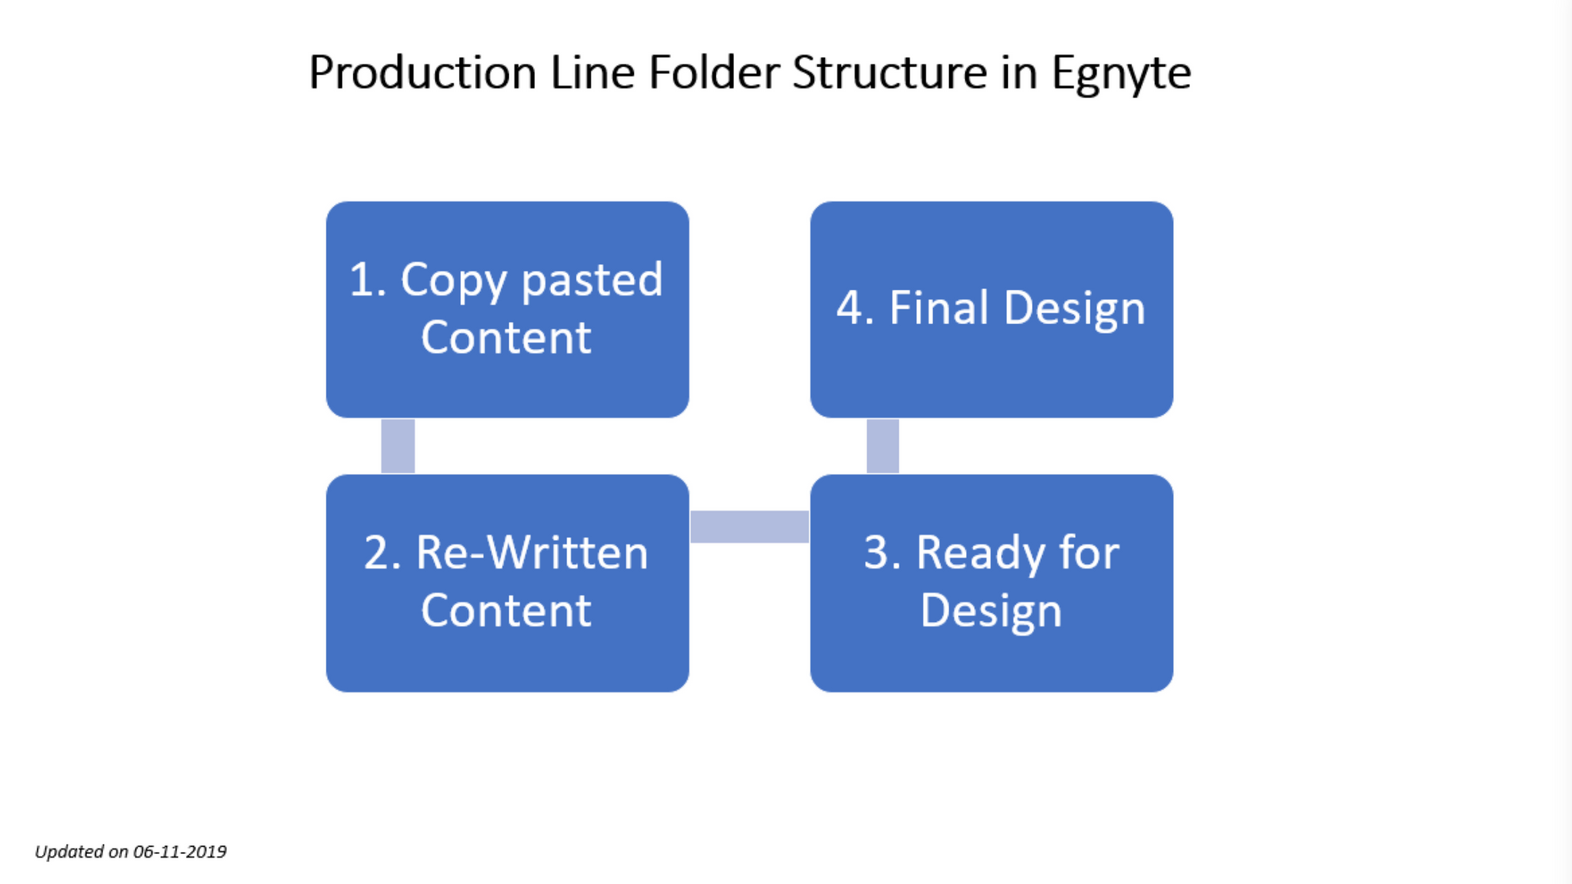 Production Line Folder Structure in Egnyte
1. Copy pasted
Content
2. Re-Written
Content
3. Ready for
Design
4. Final Design
Updated on 06-11-2019